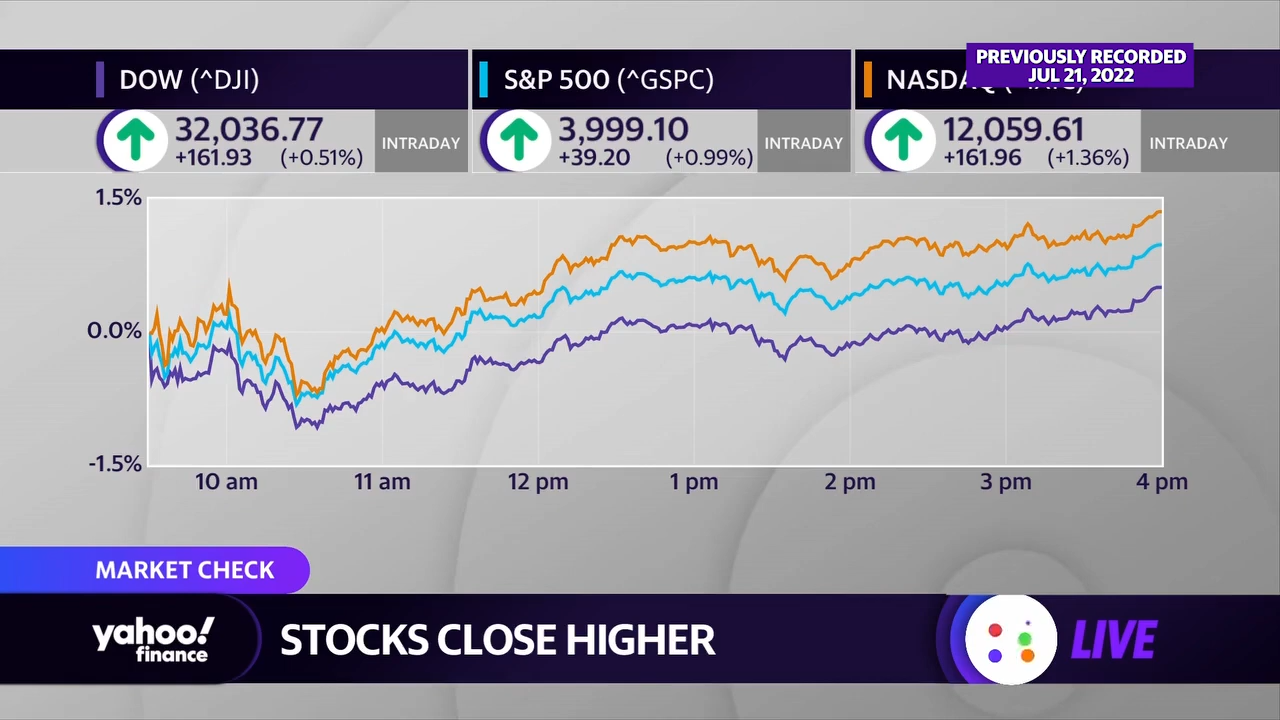 PREVIOUSLY RECORDED
JUL 21, 2022
DOW (^DJI)
S&P 500 (^GSPC)
NASDAQ
32,036.77
+161.93 (+0.51%)
INTRADAY
3,999.10
+39.20 (+0.99%)
INTRADAY
12,059.61
+161.96 (+1.36%)
INTRADAY
1.5%
0.0%
-1.5%
10 am 11 am 12 pm 1 pm 2 pm 3 pm 4 pm
MARKET CHECK
yahoo!
finance
STOCKS CLOSE HIGHER
LIVE